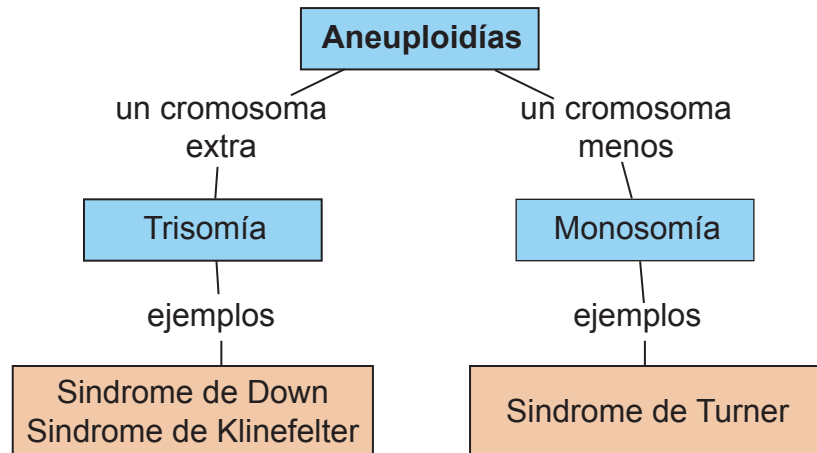 Aneuploidías
un cromosoma
extra
un cromosoma
menos
Trisomía
Monosomía
ejemplos
ejemplos
Sindrome de Down
Sindrome de Klinefelter
Sindrome de Turner